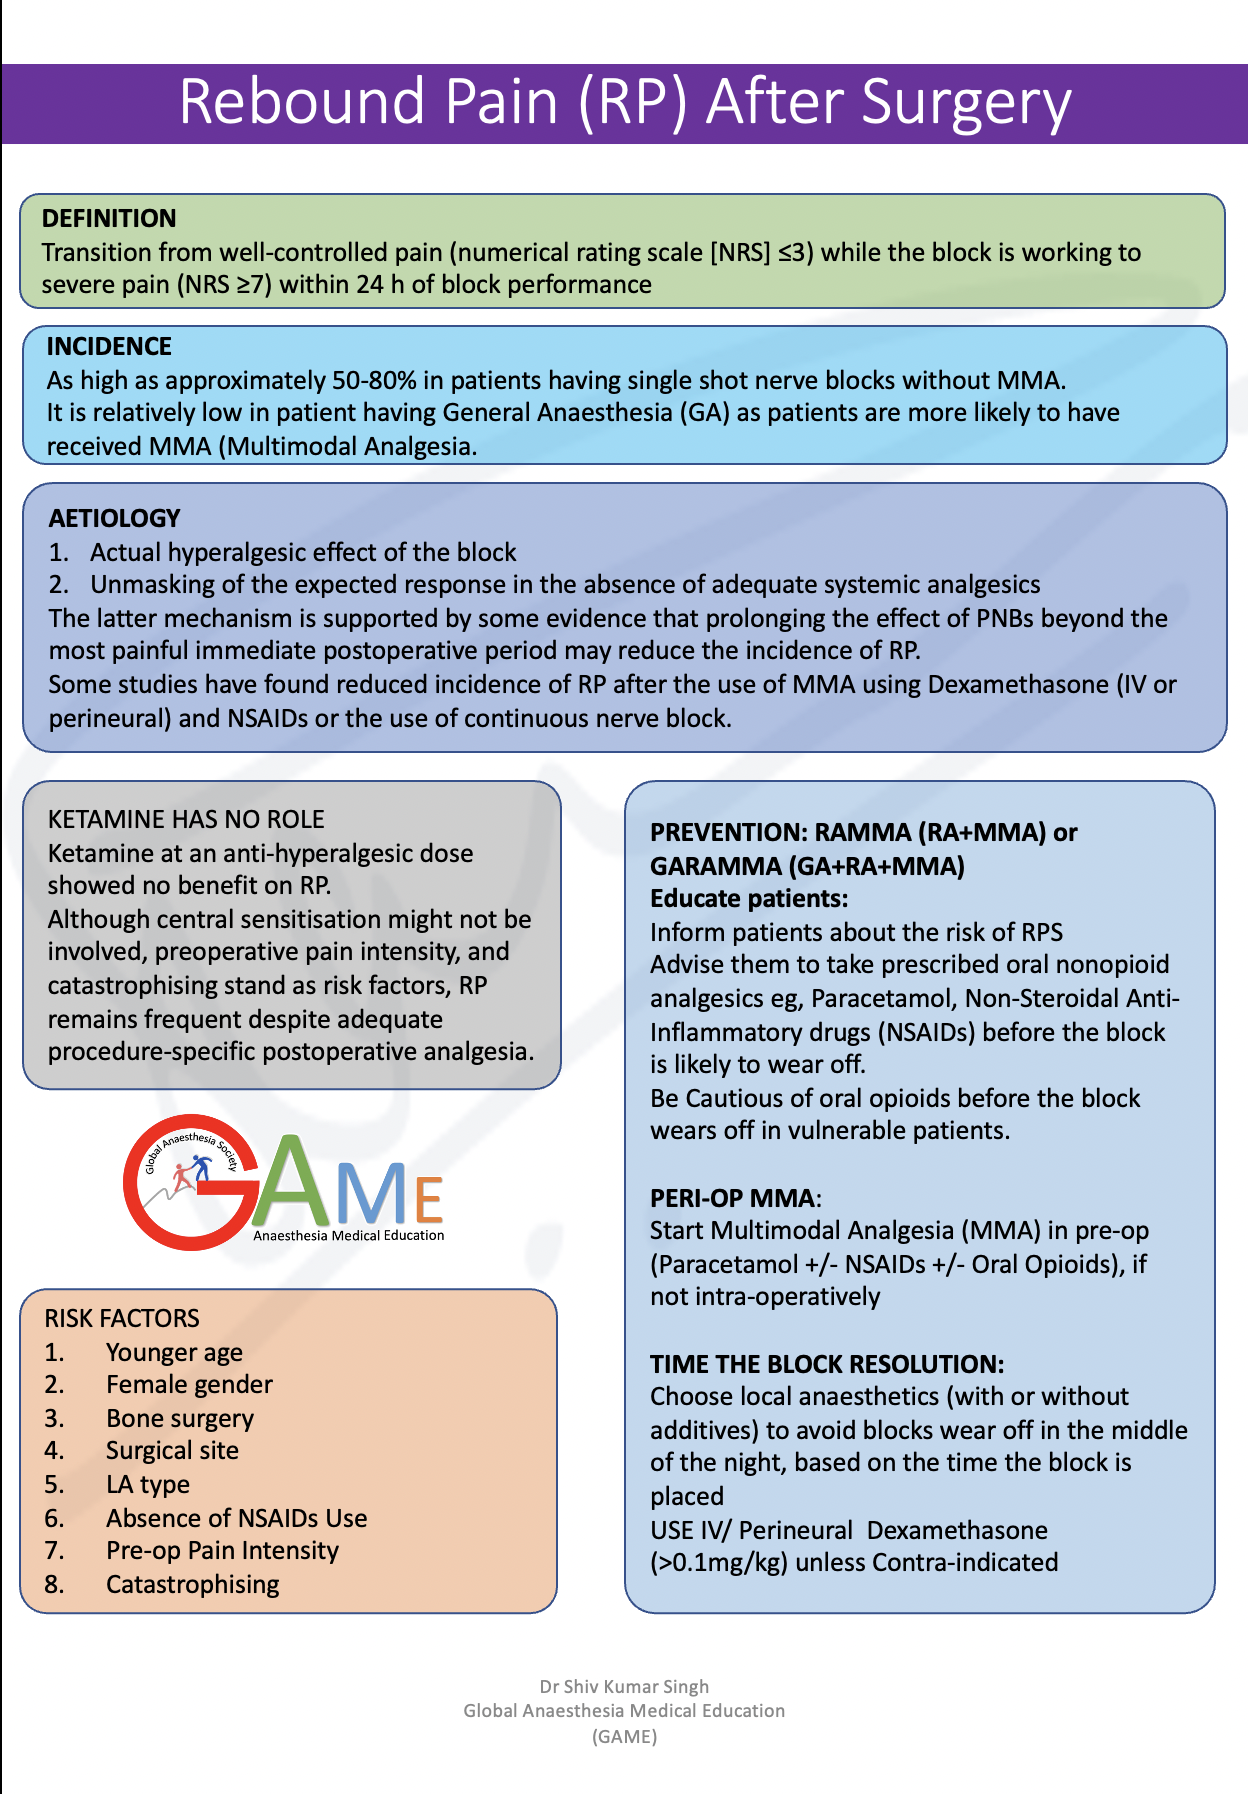 Rebound Pain (RP) After Surgery
DEFINITION
Transition from well-controlled pain (numerical rating scale [NRS] ≤3) while the block is working to
severe pain (NRS ≥7) within 24 h of block performance
INCIDENCE
As high as approximately 50-80% in patients having single shot nerve blocks without MMA.
It is relatively low in patient having General Anaesthesia (GA) as patients are more likely to have
received MMA (Multimodal Analgesia.
AETIOLOGY
1. Actual hyperalgesic effect of the block
2. Unmasking of the expected response in the absence of adequate systemic analgesics
The latter mechanism is supported by some evidence that prolonging the effect of PNBs beyond the
most painful immediate postoperative period may reduce the incidence of RP.
Some studies have found reduced incidence of RP after the use of MMA using Dexamethasone (IV or
perineural) and NSAIDs or the use of continuous nerve block.
KETAMINE HAS NO ROLE
Ketamine at an anti-hyperalgesic dose
showed no benefit on RP.
Although central sensitisation might not be
involved, preoperative pain intensity, and
catastrophising stand as risk factors, RP
remains frequent despite adequate
procedure-specific postoperative analgesia.
Global Anaesthesia Society
GAME
Anaesthesia Medical Education
RISK FACTORS
1. Younger age
2. Female gender
3. Bone surgery
4. Surgical site
5. LA type
6. Absence of NSAIDs Use
7. Pre-op Pain Intensity
8. Catastrophising
PREVENTION: RAMMA (RA+MMA) or
GARAMMA (GA+RA+MMA)
Educate patients:
Inform patients about the risk of RPS
Advise them to take prescribed oral nonopioid
analgesics eg, Paracetamol, Non-Steroidal Anti-
Inflammatory drugs (NSAIDs) before the block
is likely to wear off.
Be Cautious of oral opioids before the block
wears off in vulnerable patients.
PERI-OP MMA:
Start Multimodal Analgesia (MMA) in pre-op
(Paracetamol +/- NSAIDs +/- Oral Opioids), if
not intra-operatively
TIME THE BLOCK RESOLUTION:
Choose local anaesthetics (with or without
additives) to avoid blocks wear off in the middle
of the night, based on the time the block is
placed
USE IV/ Perineural Dexamethasone
(>0.1mg/kg) unless Contra-indicated
Dr Shiv Kumar Singh
Global Anaesthesia Medical Education
(GAME)